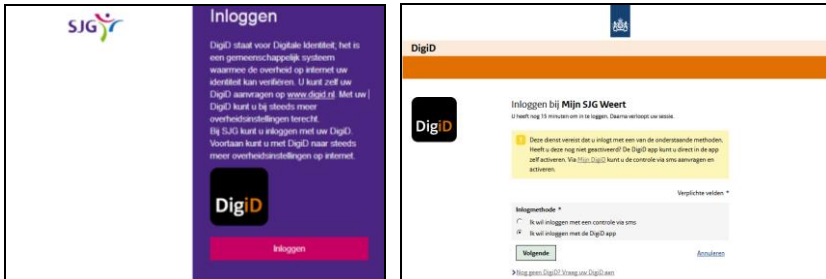 SJG
Inloggen
DigiD staat voor Digitale Identiteit; het is
een gemeenschappelijk systeem
waarmee de overheid op internet uw
identiteit kan verifiëren. U kunt zelf uw
DigiD aanvragen op www.digid.nl. Met uw
DigiD kunt u bij steeds meer
overheidsinstellingen terecht.
Bij SJG kunt u inloggen met uw DigiD.
Voortaan kunt u met DigiD naar steeds
meer overheidsinstellingen op internet.
DigiD
Inloggen
DigiD
DigiD
Inloggen bij Mijn SJG Weert
U heeft nog 15 minuten om in te loggen. Daarna verloopt uw sessie.
Deze dienst vereist dat u inlogt met een van de onderstaande methoden.
Heeft u deze nog niet geactiveerd? De DigiD app kunt u direct in de app
zelf activeren. Via Mijn DigiD kunt u de controle via sms aanvragen en
activeren.
Verplichte velden *
Inlogmethode *
Ik wil inloggen met een controle via sms
Ik wil inloggen met de DigiD app
Volgende
Annuleren
Nog geen DigiD? Vraag uw DigiD aan